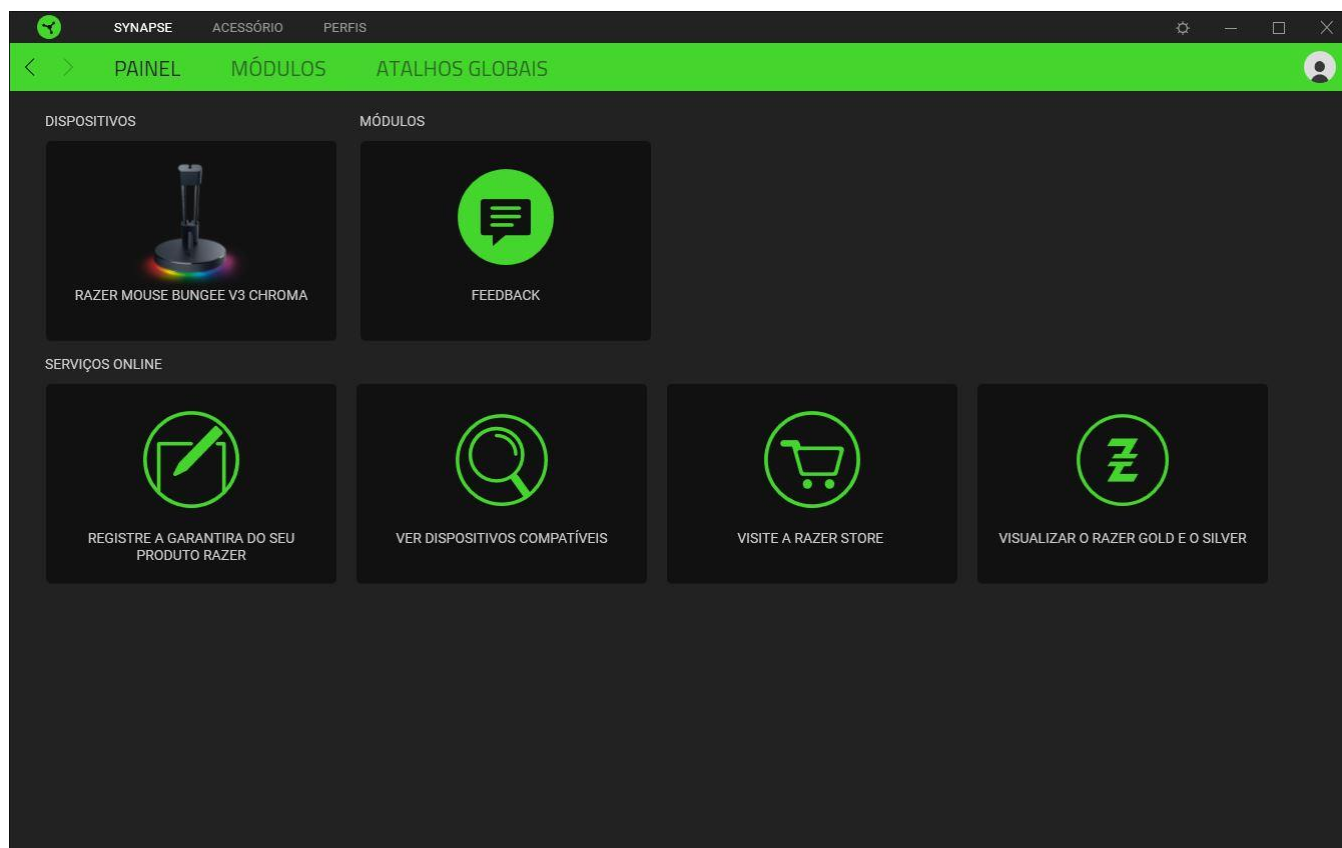 SYNAPSE ACESSÓRIO PERFIS
PAINEL MÓDULOS ATALHOS GLOBAIS
DISPOSITIVOS MÓDULOS
RAZER MOUSE BUNGEE V3 CHROMA FEEDBACK
SERVIÇOS ONLINE
REGISTRE A GARANTIRA DO SEU
PRODUTO RAZER
VER DISPOSITIVOS COMPATÍVEIS
VISITE A RAZER STORE
VISUALIZAR O RAZER GOLD E O SILVER